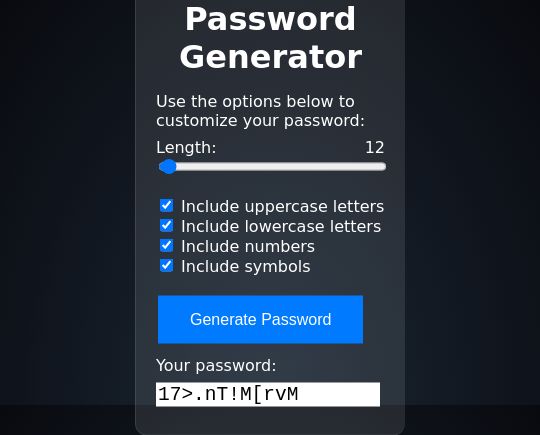 Password
Generator
Use the options below to
customize your password:
Length: 12
Include uppercase letters
Include lowercase letters
Include numbers
Include symbols
Generate Password
Your password:
17>.nT!M[rvM